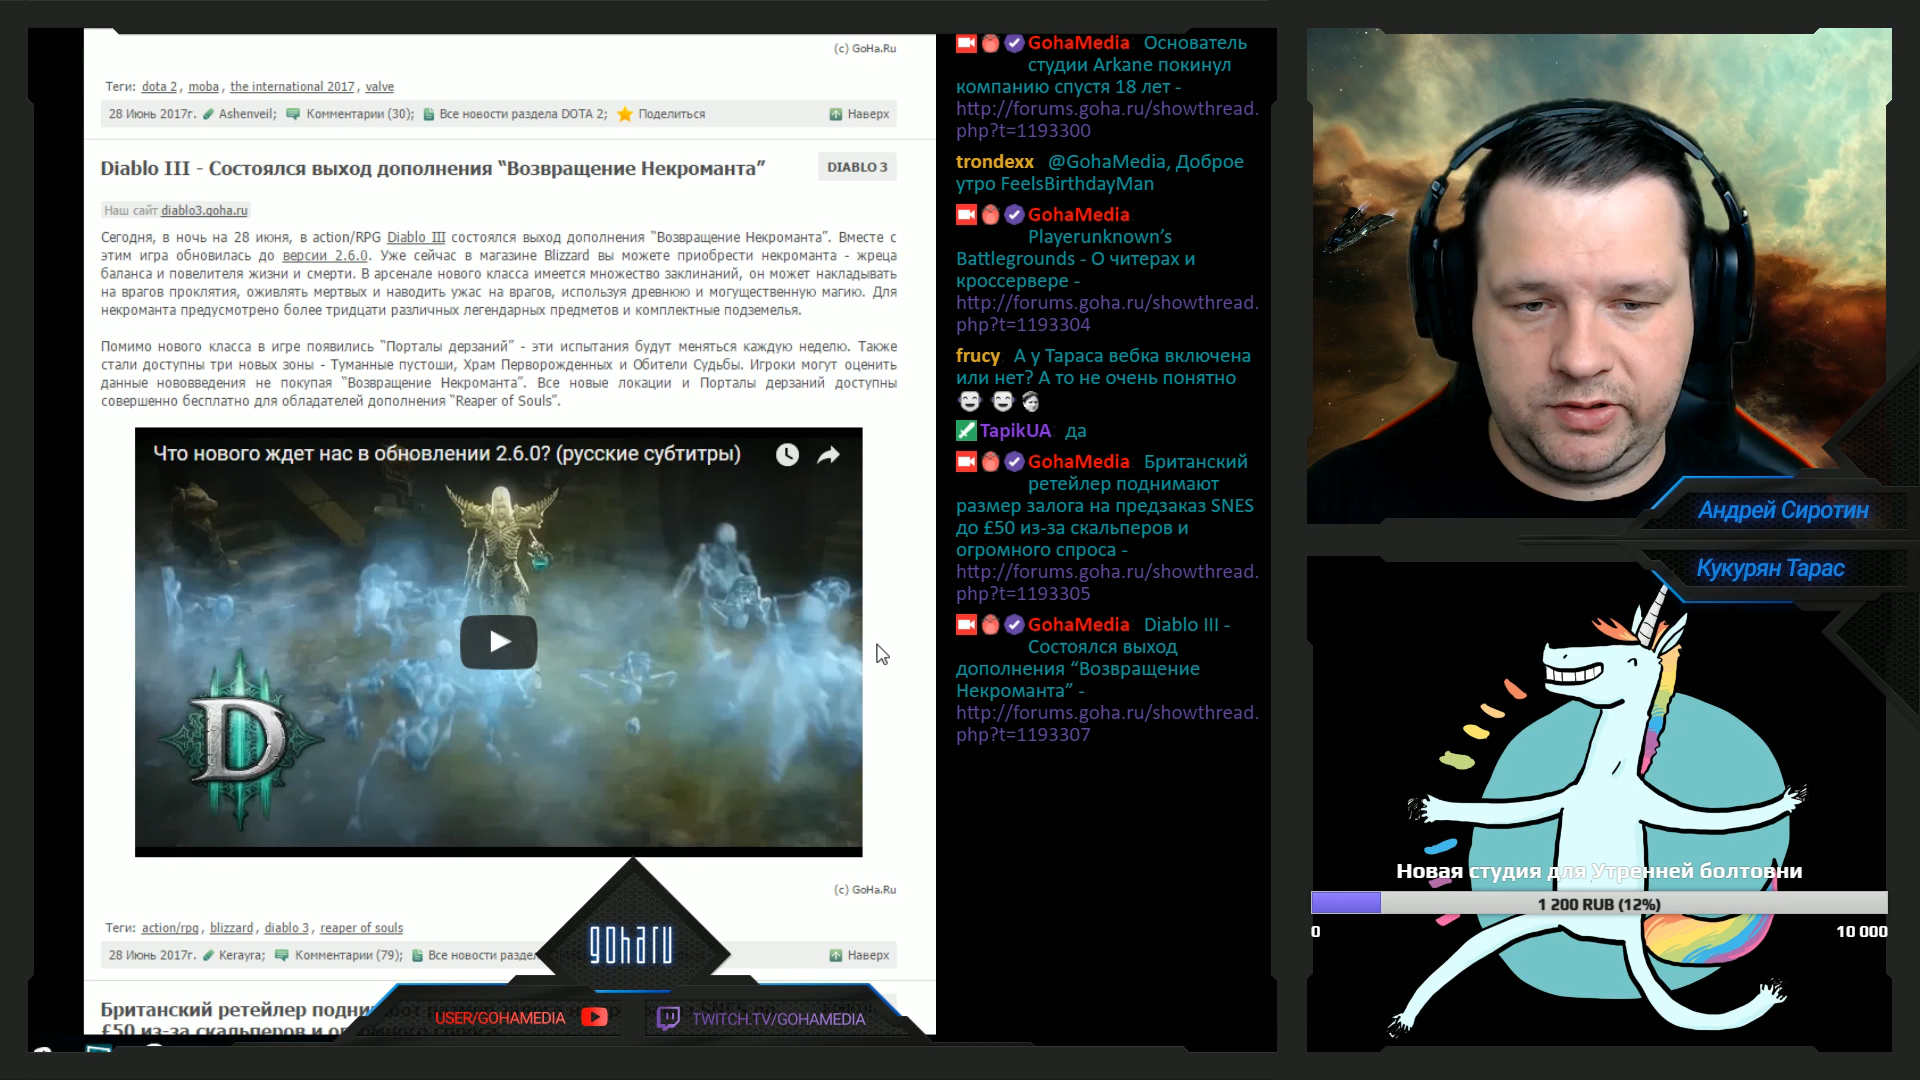 (c) GoHa.Ru
Теги: dota 2 , moba , the international 2017 , valve
28 Июнь 2017г. Ashenveil; Комментарии (30); Все новости раздела DOTA 2; Поделиться Наверх
Diablo III - Состоялся выход дополнения “Возвращение Некроманта” DIABLO 3
Наш сайт diablo3.goha.ru
Сегодня, в ночь на 28 июня, в action/RPG Diablo III состоялся выход дополнения “Возвращение Некроманта”. Вместе с
этим игра обновилась до версии 2.6.0. Уже сейчас в магазине Blizzard вы можете приобрести некроманта - жреца
баланса и повелителя жизни и смерти. В арсенале нового класса имеется множество заклинаний, он может накладывать
на врагов проклятия, оживлять мертвых и наводить ужас на врагов, используя древнюю и могущественную магию. Для
некроманта предусмотрено более тридцати различных легендарных предметов и комплектные подземелья.
Помимо нового класса в игре появились “Порталы дерзаний” - эти испытания будут меняться каждую неделю. Также
стали доступны три новых зоны - Туманные пустоши, Храм Перворожденных и Обители Судьбы. Игроки могут оценить
данные нововведения не покупая “Возвращение Некроманта”. Все новые локации и Порталы дерзаний доступны
совершенно бесплатно для обладателей дополнения “Reaper of Souls”.
Что нового ждет нас в обновлении 2.6.0? (русские субтитры)
D
(c) GoHa.Ru
Теги: action/rpg , blizzard , diablo 3 , reaper of souls
28 Июнь 2017г. Kerayra; Комментарии (79); Все новости разде Наверх
Британский ретейлер подни
£50 из-за скальперов и
goharu
USER/GOHAMEDIA
TWITCH.TV/GOHAMEDIA
GohaMedia Основатель
студии Arkane покинул
компанию спустя 18 лет -
http://forums.goha.ru/showthread.
php?t=1193300
trondexx @GohaMedia, Доброе
утро FeelsBirthdayMan
GohaMedia
Playerunknown’s
Battlegrounds - О читерах и
кроссервере -
http://forums.goha.ru/showthread.
php?t=1193304
frucy А у Тараса вебка включена
или нет? А то не очень понятно
TapikUA да
GohaMedia Британский
ретейлер поднимают
размер залога на предзаказ SNES
до £50 из-за скальперов и
огромного спроса -
http://forums.goha.ru/showthread.
php?t=1193305
GohaMedia Diablo III -
Состоялся выход
дополнения “Возвращение
Некроманта” -
http://forums.goha.ru/showthread.
php?t=1193307
Андрей Сиротин
Кукурян Тарас
Новая студия для Утренней болтовни
1 200 RUB (12%)
0 10 000